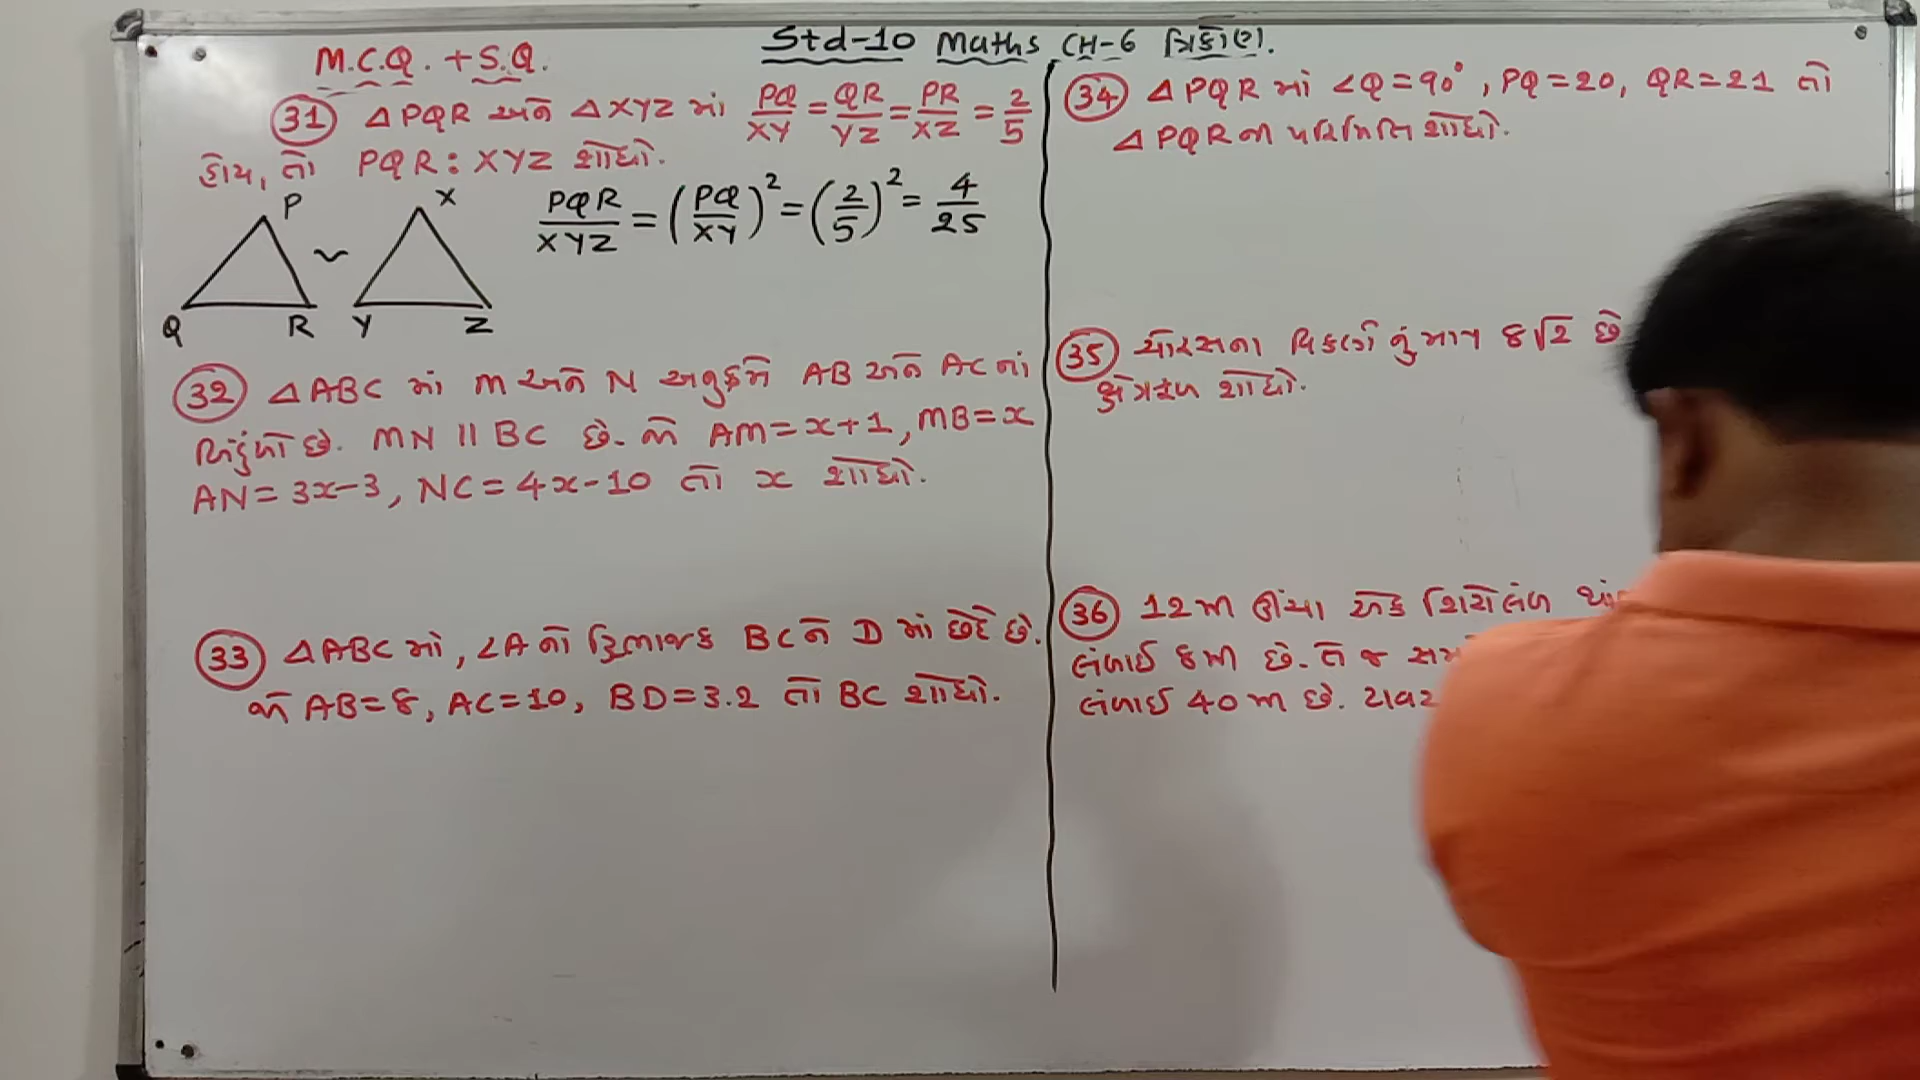 Std-10 Maths CH-6 ત્રિકોણ.
M.C.Q. + S.Q.
31 △PQR અને △XYZ માં PQ/XY = QR/YZ = PR/XZ = 2/5
હોય, તો PQR : XYZ શોધો.
P X
PQR/XYZ = (PQ/XY)² = (2/5)² = 4/25
~
Q R Y Z
32 △ABC માં M અને N અનુક્રમે AB અને AC નાં
બિંદુઓ છે. MN || BC છે. જો AM = x+1, MB = x
AN = 3x-3, NC = 4x-10 તો x શોધો.
33 △ABC માં, ∠A નો દ્વિભાજક BC ને D માં છેદે છે.
જો AB = 8, AC = 10, BD = 3.2 તો BC શોધો.
34 △PQR માં ∠Q = 90°, PQ = 20, QR = 21 તો
△PQR ની પરિમિતિ શોધો.
35 ચોરસના વિકર્ણ નું માપ 8√2 છે
ક્ષેત્રફળ શોધો.
36 12મી ઊંચા એક શિરોલંબ
લંબાઈ 8મી છે. તે જ
લંબાઈ 40મી છે.